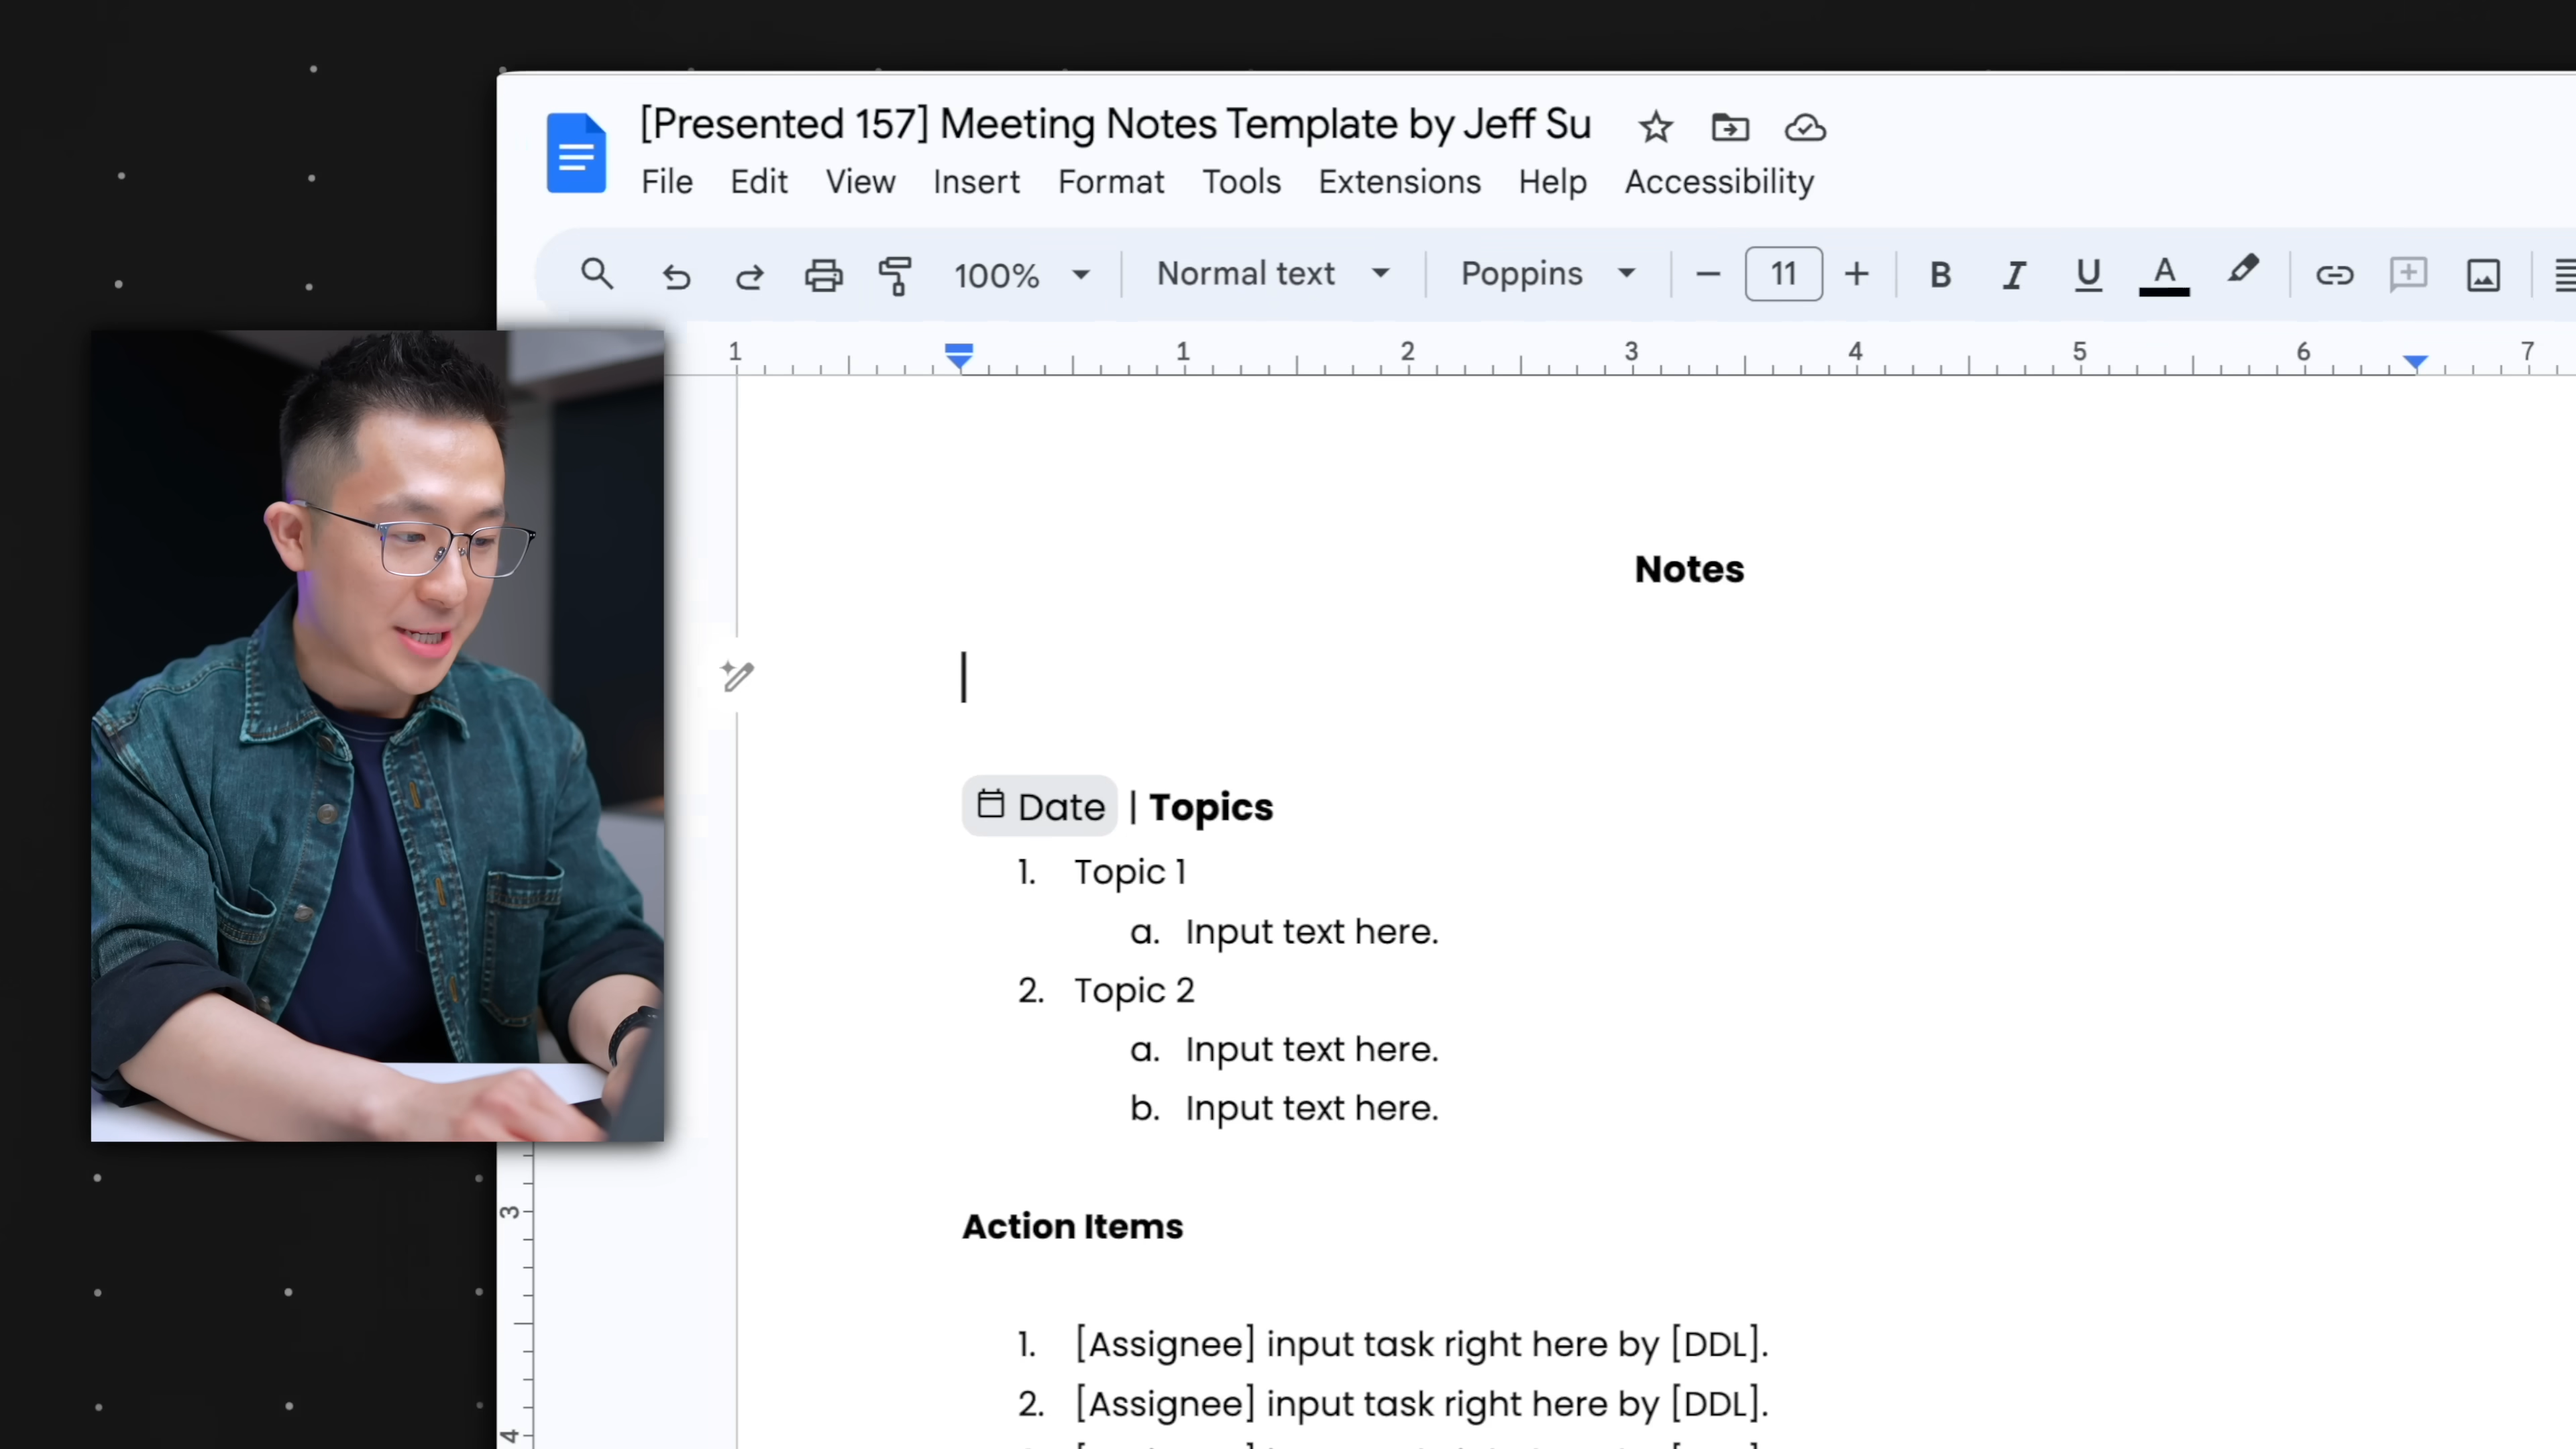 [Presented 157] Meeting Notes Template by Jeff Su
File Edit View Insert Format Tools Extensions Help Accessibility
100% Normal text Poppins 11 B I U A
1 1 2 3 4 5 6 7
Notes
Date | Topics
1. Topic 1
a. Input text here.
2. Topic 2
a. Input text here.
b. Input text here.
3
Action Items
1. [Assignee] input task right here by [DDL].
2. [Assignee] input task right here by [DDL].
4